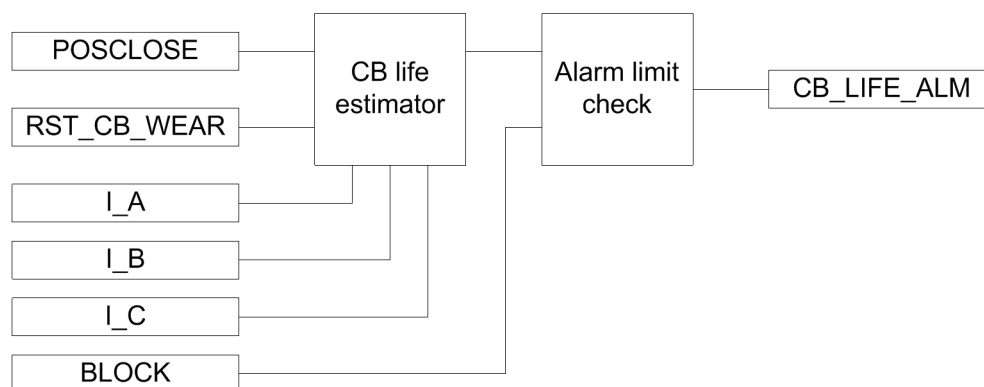 POSCLOSE
RST_CB_WEAR
I_A
I_B
I_C
BLOCK
CB life
estimator
Alarm limit
check
CB_LIFE_ALM